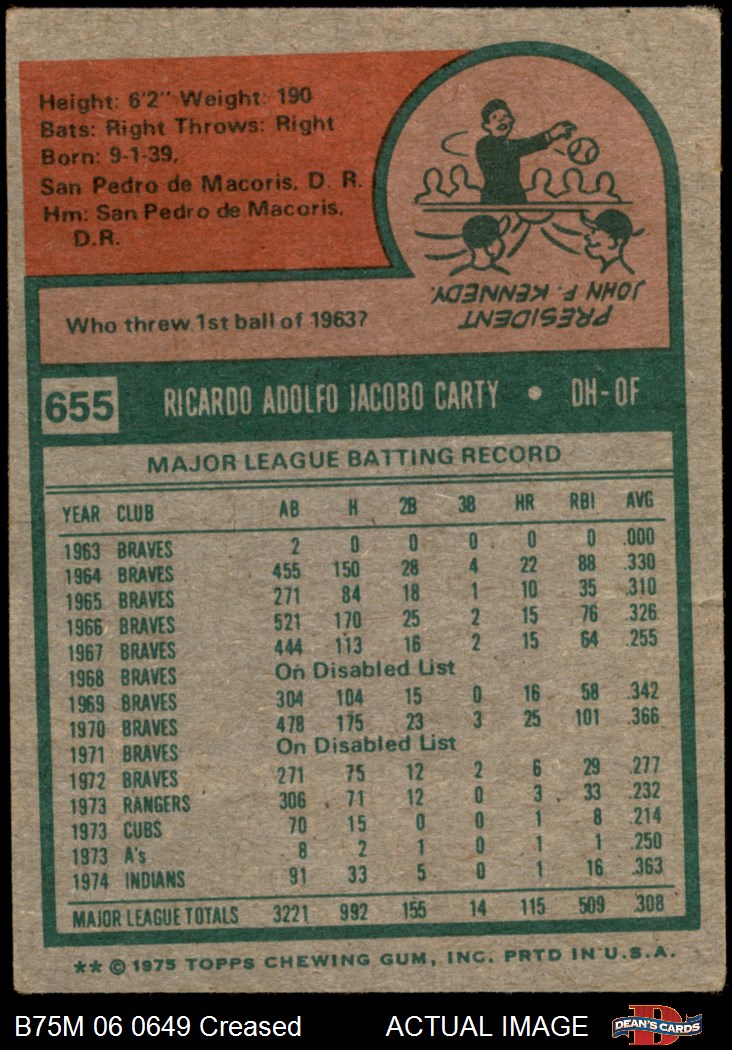 Height: 6'2" Weight: 190
Bats: Right Throws: Right
Born: 9-1-39,
San Pedro de Macoris, D. R.
Hm: San Pedro de Macoris,
D.R.
Who threw 1st ball of 1963?
PRESIDENT
JOHN F. KENNEDY.
655 RICARDO ADOLFO JACOBO CARTY • DH-OF
MAJOR LEAGUE BATTING RECORD
YEAR CLUB AB H 2B 3B HR RBI AVG
1963 BRAVES 2 0 0 0 0 0 .000
1964 BRAVES 455 150 28 4 22 88 .330
1965 BRAVES 271 84 18 1 10 35 .310
1966 BRAVES 521 170 25 2 15 76 .326
1967 BRAVES 444 113 16 2 15 64 .255
1968 BRAVES On Disabled List
1969 BRAVES 304 104 15 0 16 58 .342
1970 BRAVES 478 175 23 3 25 101 .366
1971 BRAVES On Disabled List
1972 BRAVES 271 75 12 2 6 29 .277
1973 RANGERS 306 71 12 0 3 33 .232
1973 CUBS 70 15 0 0 1 8 .214
1973 A's 8 2 1 0 1 1 .250
1974 INDIANS 91 33 5 0 1 16 .363
MAJOR LEAGUE TOTALS 3221 992 155 14 115 509 .308
** © 1975 TOPPS CHEWING GUM, INC. PRTD IN U.S.A.
B75M 06 0649 Creased ACTUAL IMAGE
D
DEAN'S CARDS